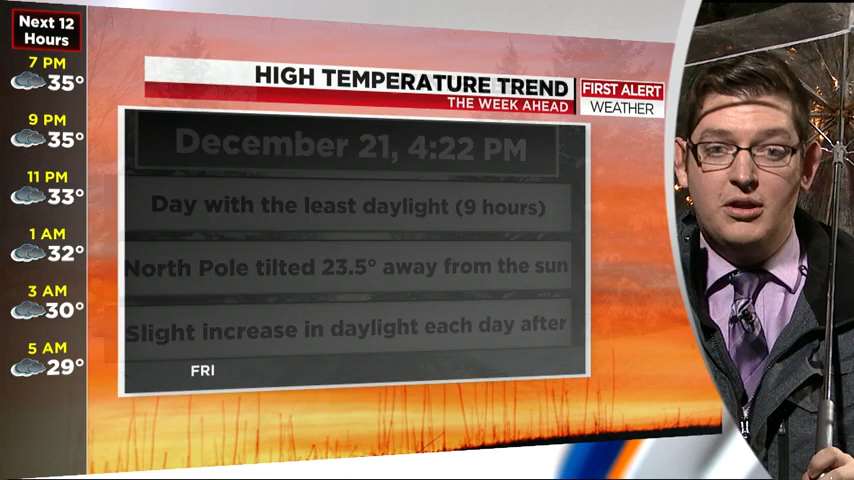 Next 12
Hours
7 PM
35°
9 PM
35°
11 PM
33°
1 AM
32°
3 AM
30°
5 AM
29°
HIGH TEMPERATURE TREND
THE WEEK AHEAD
FIRST ALERT
WEATHER
December 21, 4:22 PM
Day with the least daylight (9 hours)
North Pole tilted 23.5° away from the sun
Slight increase in daylight each day after
FRI